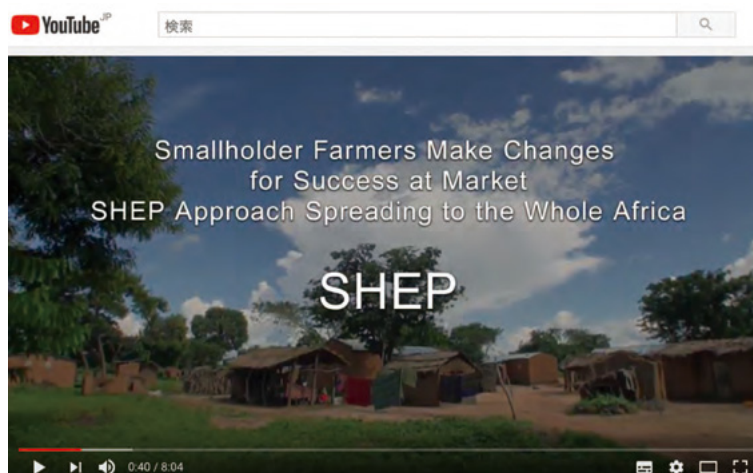 YouTube JP
検索
Smallholder Farmers Make Changes
for Success at Market
SHEP Approach Spreading to the Whole Africa
SHEP
0:40 / 8:04